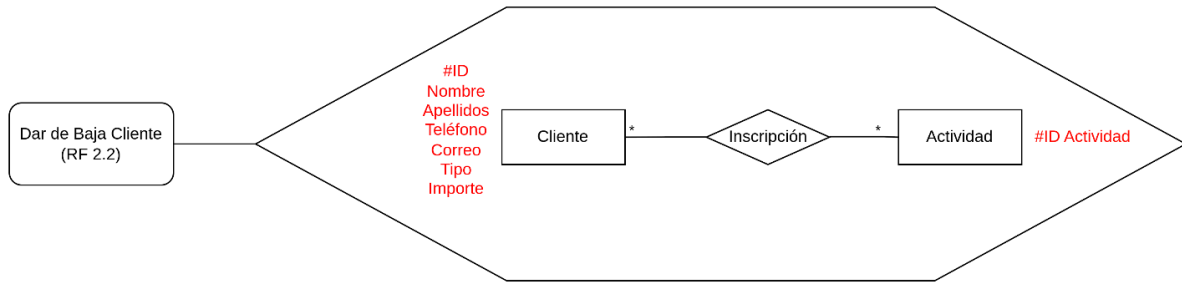 Dar de Baja Cliente
(RF 2.2)
#ID
Nombre
Apellidos
Teléfono
Correo
Tipo
Importe
Cliente
*
Inscripción
*
Actividad
#ID Actividad